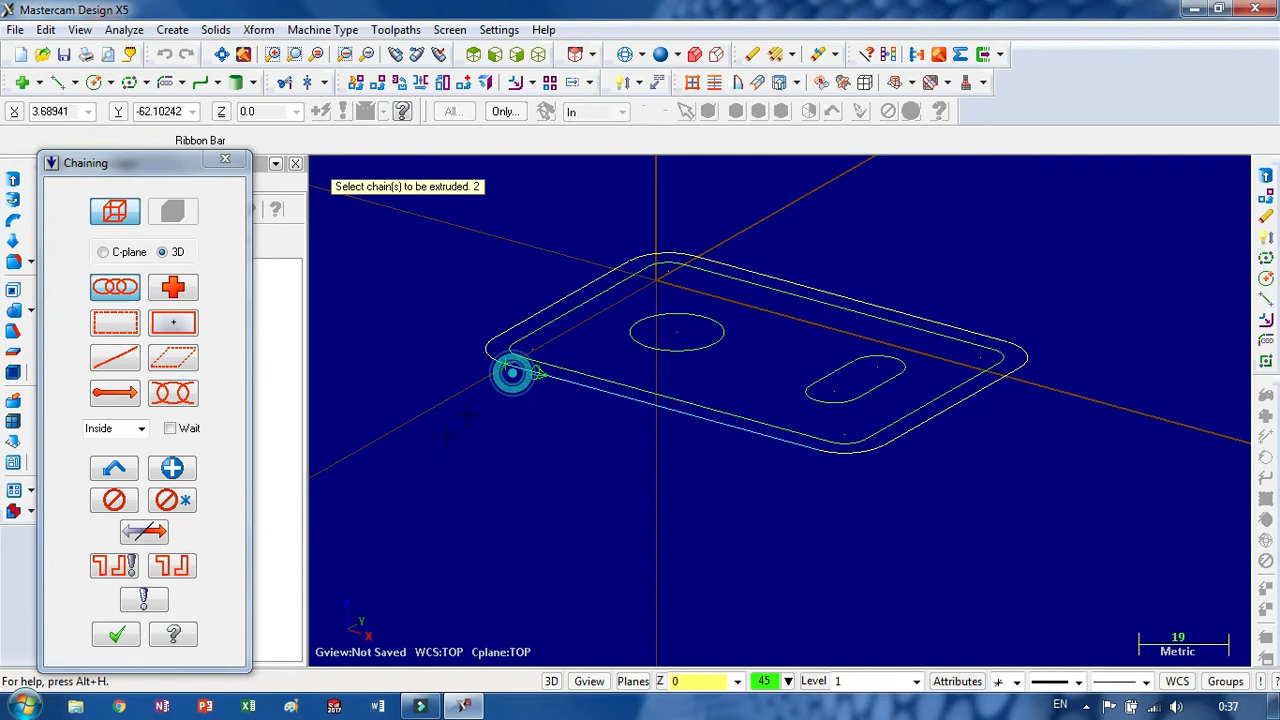 Mastercam Design X5
File Edit View Analyze Create Solids Xform Machine Type Toolpaths Screen Settings Help
X 3.68941 Y -62.10242 Z 0.0 All... Only... In
Ribbon Bar
Chaining
Select chain(s) to be extruded. 2
C-plane 3D
Inside Wait
Y
X
19
Metric
Gview:Not Saved WCS:TOP Cplane:TOP
For help, press Alt+H. 3D Gview Planes Z 0 45 Level 1 Attributes WCS Groups
2017 EN 0:37